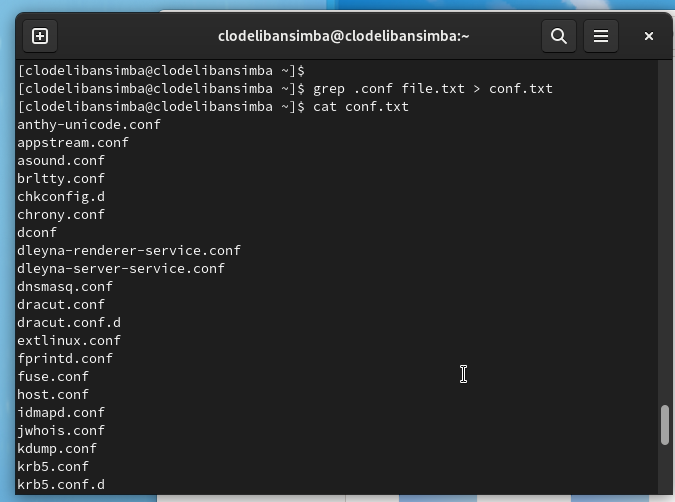 clodelibansimba@clodelibansimba:~
[clodelibansimba@clodelibansimba ~]$
[clodelibansimba@clodelibansimba ~]$ grep .conf file.txt > conf.txt
[clodelibansimba@clodelibansimba ~]$ cat conf.txt
anthy-unicode.conf
appstream.conf
asound.conf
brltty.conf
chkconfig.d
chrony.conf
dconf
dleyna-renderer-service.conf
dleyna-server-service.conf
dnsmasq.conf
dracut.conf
dracut.conf.d
extlinux.conf
fprintd.conf
fuse.conf
host.conf
idmapd.conf
jwhois.conf
kdump.conf
krb5.conf
krb5.conf.d